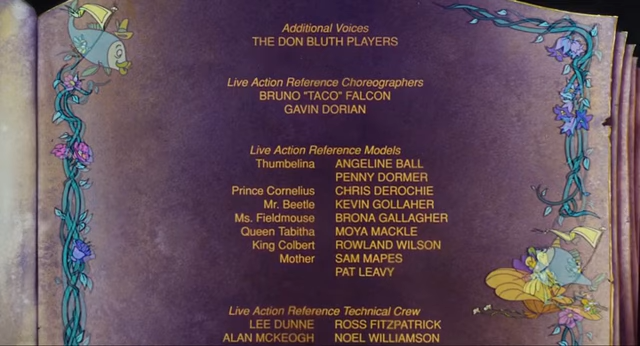 Additional Voices
THE DON BLUTH PLAYERS
Live Action Reference Choreographers
BRUNO "TACO" FALCON
GAVIN DORIAN
Live Action Reference Models
Thumbelina ANGELINE BALL
PENNY DORMER
Prince Cornelius CHRIS DEROCHIE
Mr. Beetle KEVIN GOLLAHER
Ms. Fieldmouse BRONA GALLAGHER
Queen Tabitha MOYA MACKLE
King Colbert ROWLAND WILSON
Mother SAM MAPES
PAT LEAVY
Live Action Reference Technical Crew
LEE DUNNE ROSS FITZPATRICK
ALAN MCKEOGH NOEL WILLIAMSON